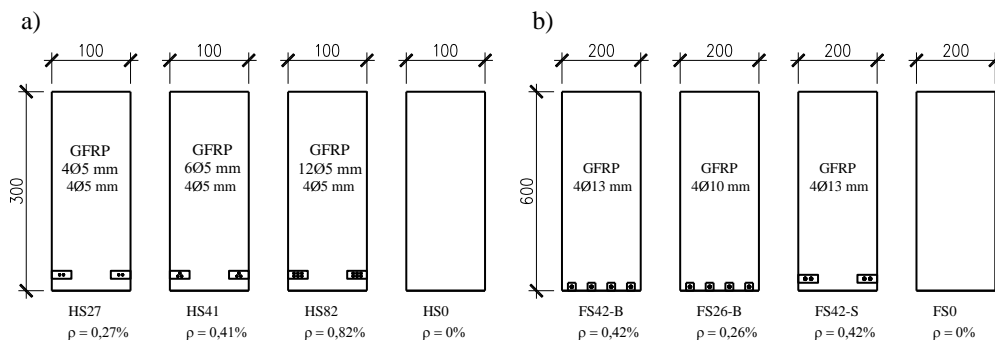 a)
100 100 100 100
300
GFRP
4Ø5 mm
4Ø5 mm
GFRP
6Ø5 mm
4Ø5 mm
GFRP
12Ø5 mm
4Ø5 mm
HS27
ρ = 0,27%
HS41
ρ = 0,41%
HS82
ρ = 0,82%
HS0
ρ = 0%
b)
200 200 200 200
600
GFRP
4Ø13 mm
GFRP
4Ø10 mm
GFRP
4Ø13 mm
FS42-B
ρ = 0,42%
FS26-B
ρ = 0,26%
FS42-S
ρ = 0,42%
FS0
ρ = 0%